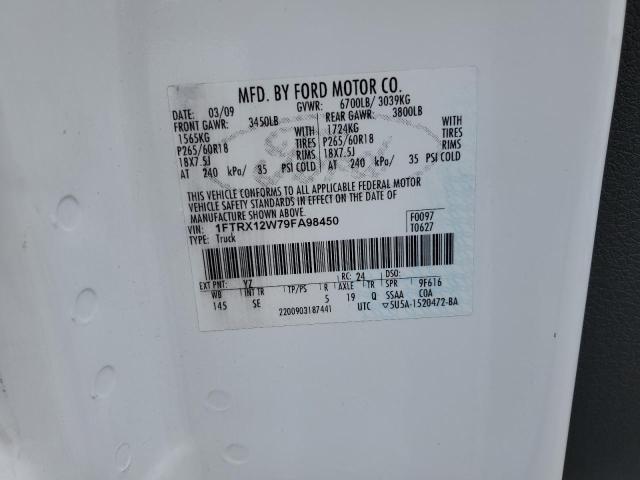 MFD. BY FORD MOTOR CO.
DATE: 03/09 GVWR: 6700LB/ 3039KG
FRONT GAWR: 3450LB REAR GAWR: 3800LB
1565KG WITH 1724KG WITH
P265/60R18 TIRES P265/60R18 TIRES
18X7.5J RIMS 18X7.5J RIMS
AT 240 kPa/ 35 PSI COLD AT 240 kPa/ 35 PSI COLD
Ford
THIS VEHICLE CONFORMS TO ALL APPLICABLE FEDERAL MOTOR
VEHICLE SAFETY STANDARDS IN EFFECT ON THE DATE OF
MANUFACTURE SHOWN ABOVE.
VIN: 1FTRX12W79FA98450 F0097
TYPE: Truck T0627
EXT PNT: YZ RC: 24 DSO:
WB INT TR TP/PS R AXLE TR SPR 9F616
145 SE 5 19 Q SSAA COA
2200903187441 UTC ▽5U5A-1520472-BA